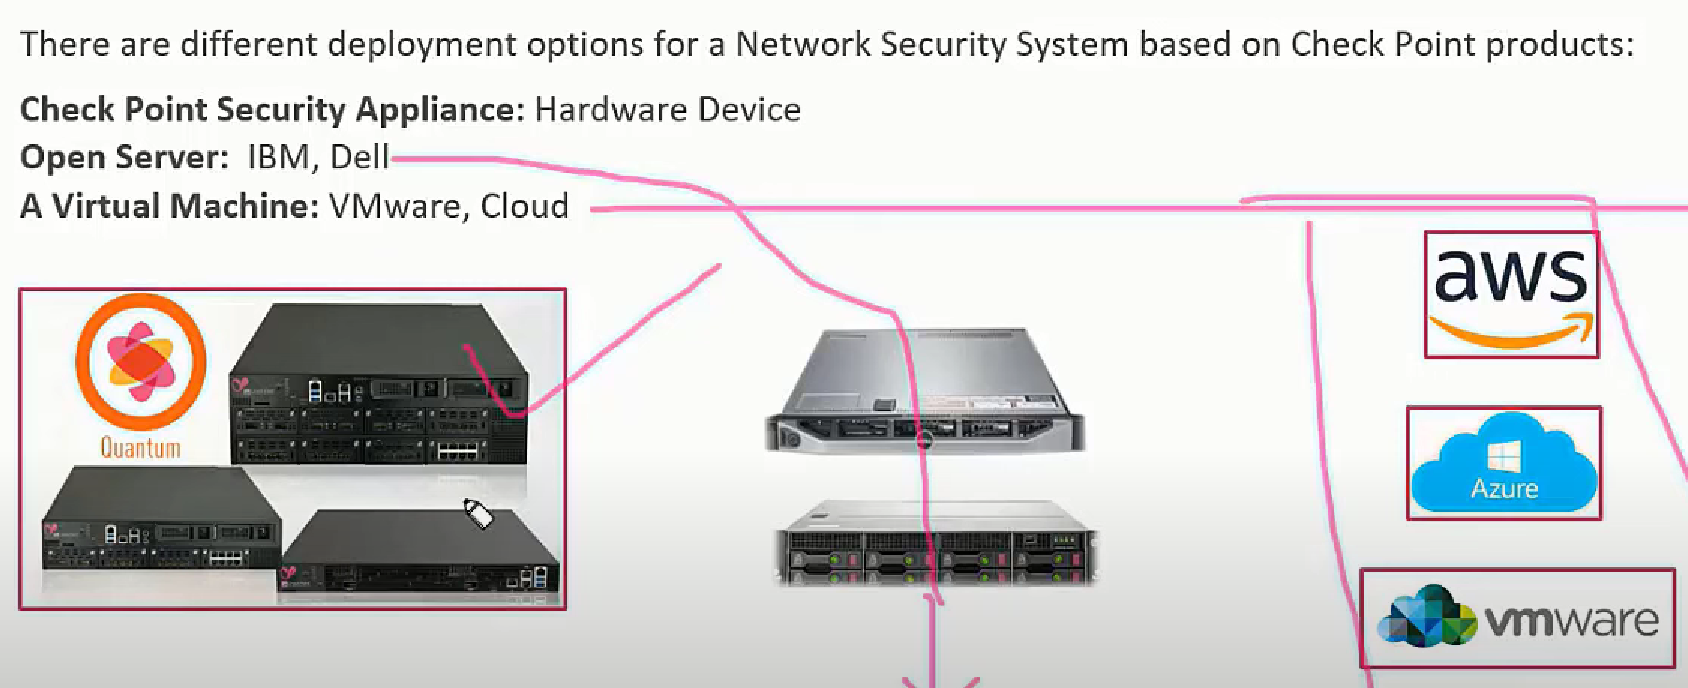 There are different deployment options for a Network Security System based on Check Point products:
Check Point Security Appliance: Hardware Device
Open Server: IBM, Dell
A Virtual Machine: VMware, Cloud
Quantum
aws
Azure
vmware